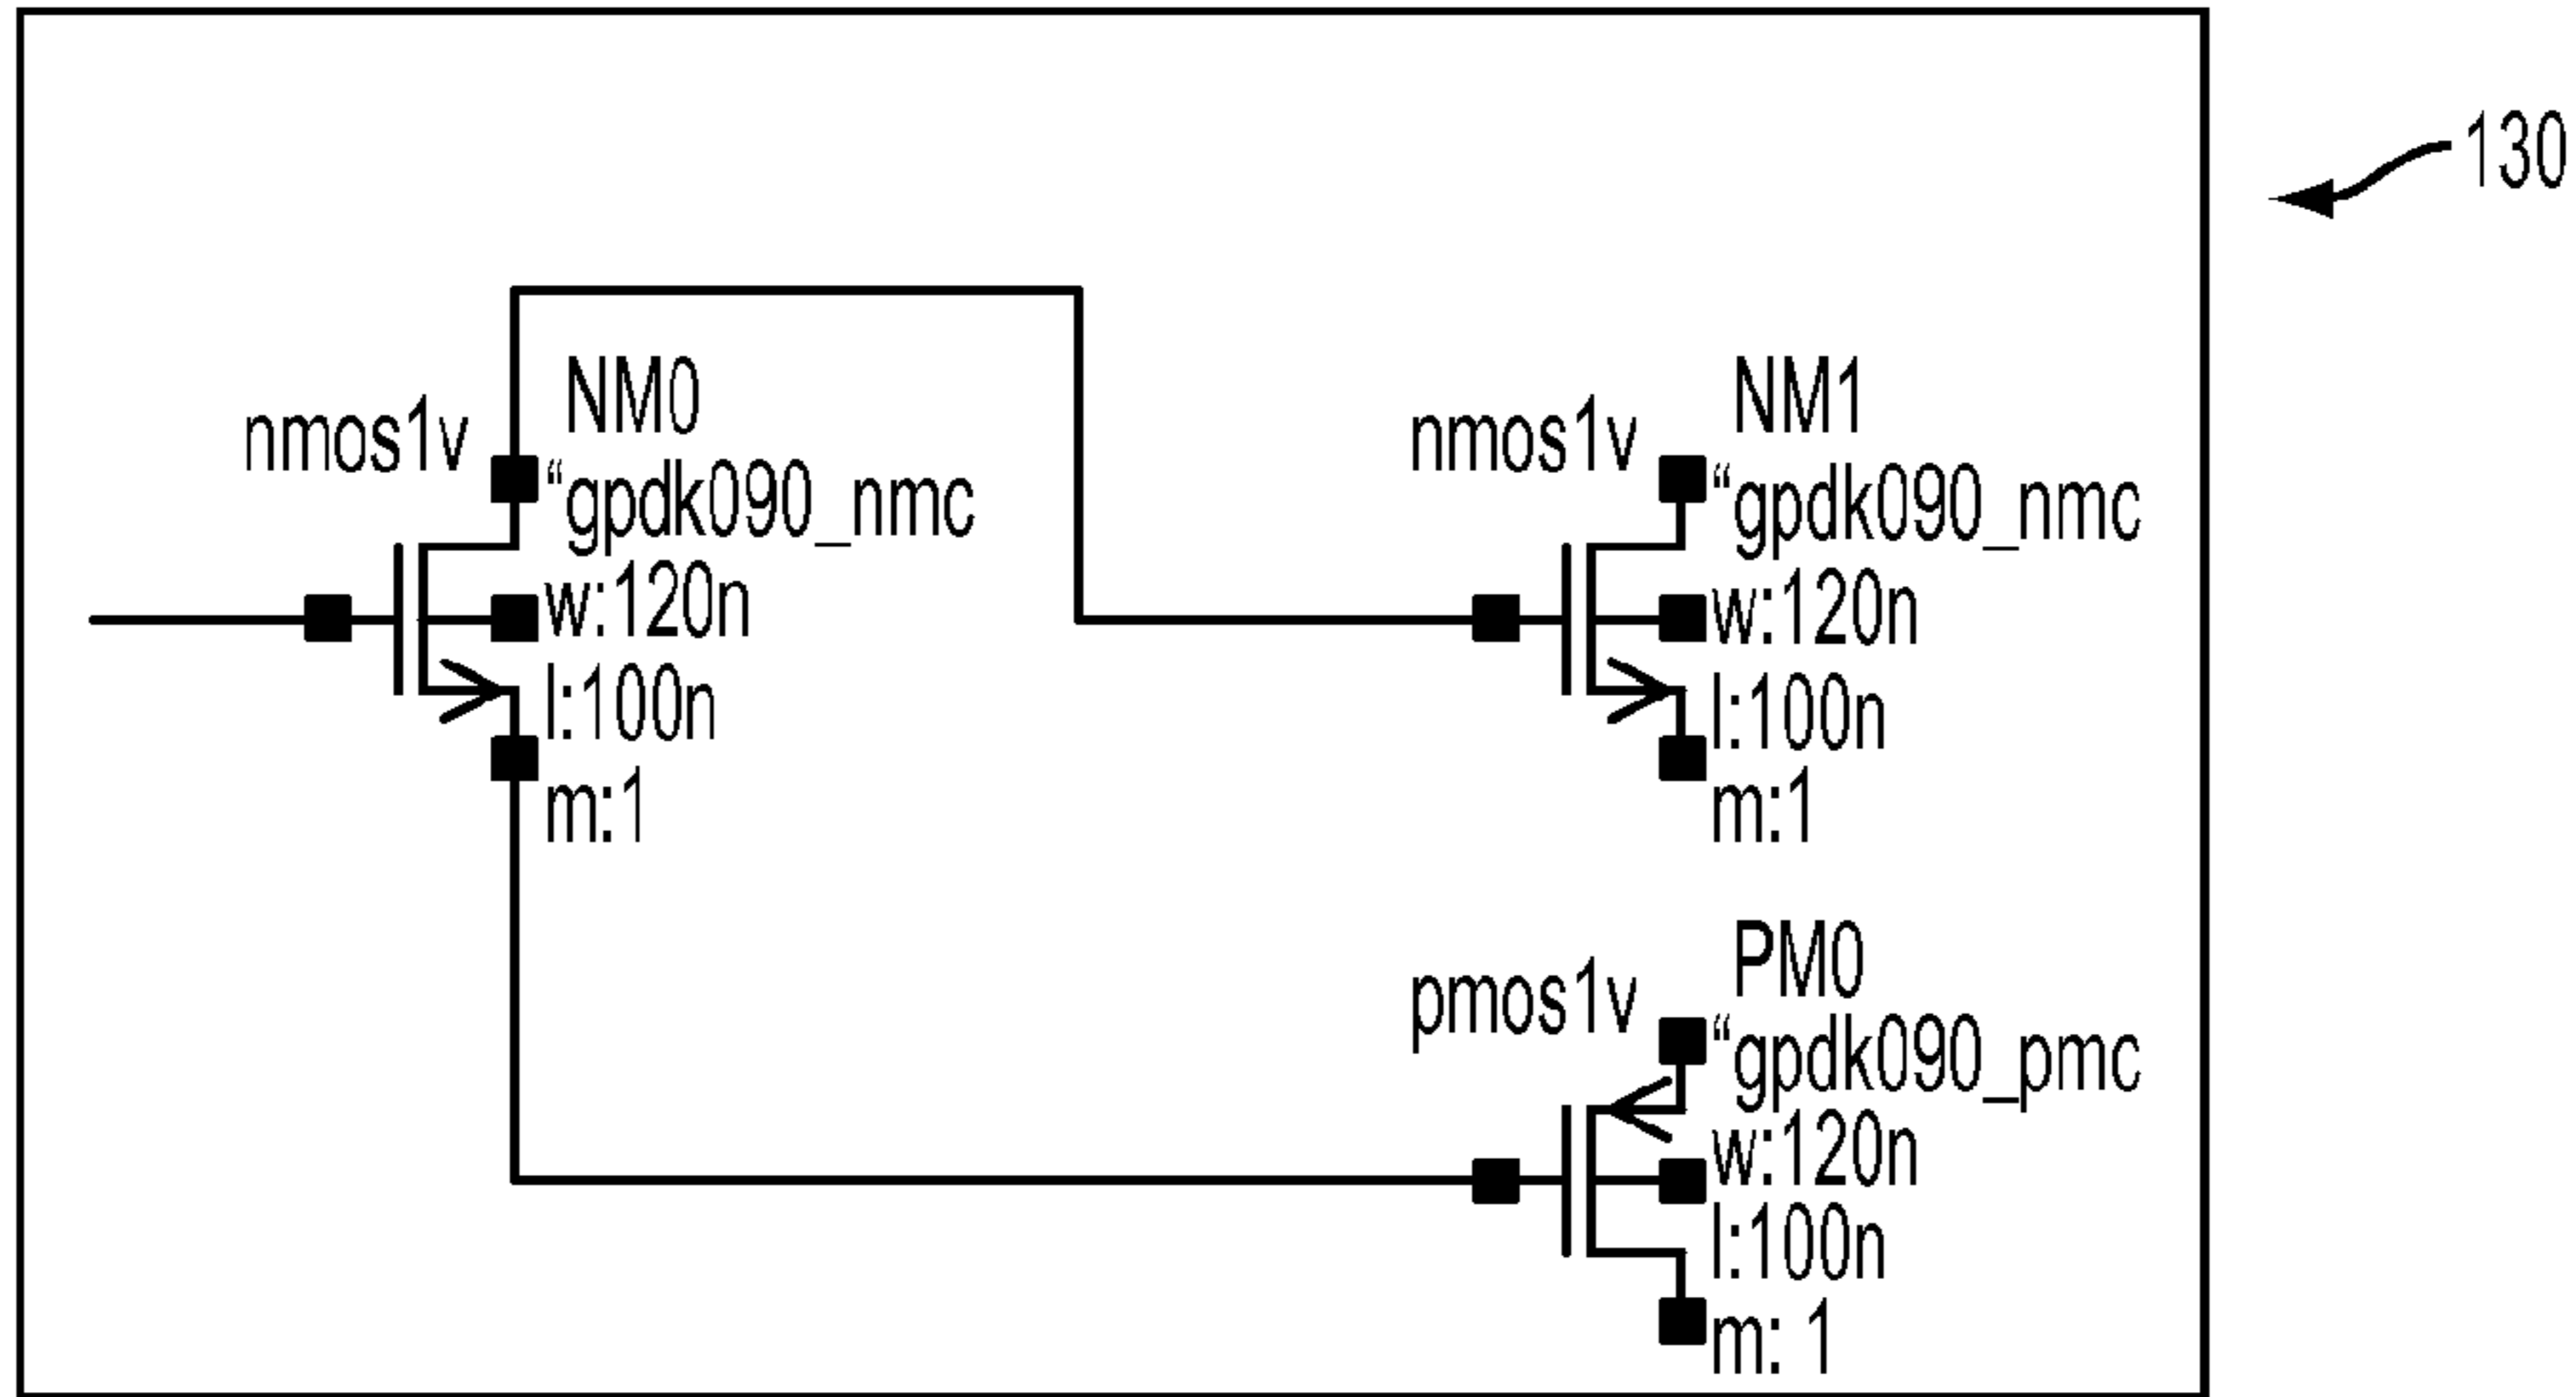 130
NM0
nmos1v
“gpdk090_nmc
w:120n
l:100n
m:1
NM1
nmos1v
“gpdk090_nmc
w:120n
l:100n
m:1
PM0
pmos1v
“gpdk090_pmc
w:120n
l:100n
m: 1